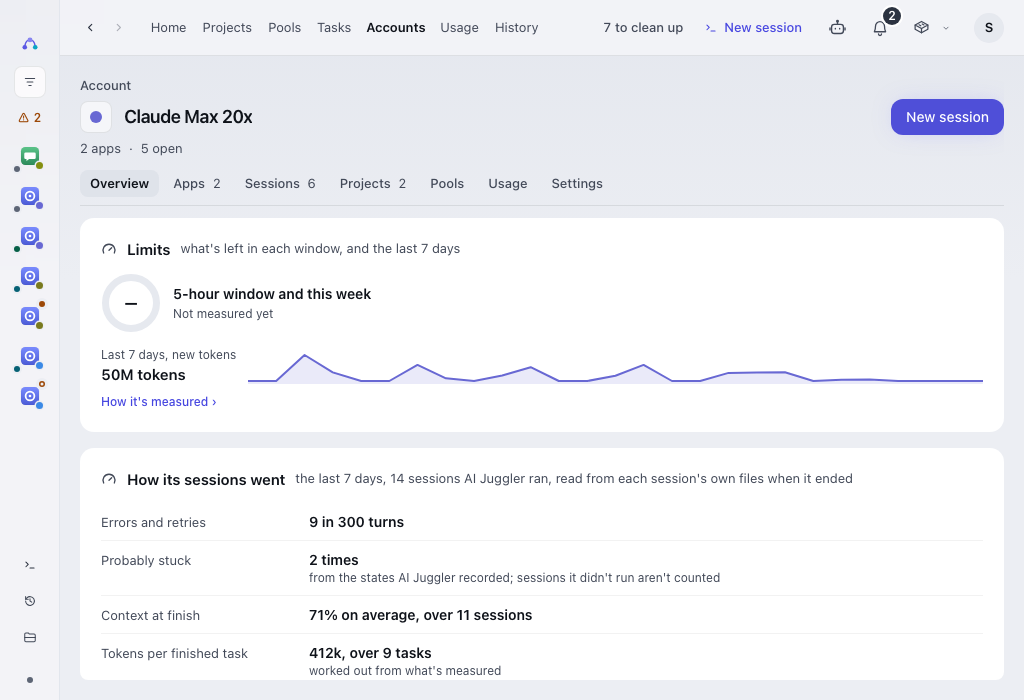 Home Projects Pools Tasks Accounts Usage History 7 to clean up New session 2 S
2
Account
Claude Max 20x
New session
2 apps · 5 open
Overview Apps 2 Sessions 6 Projects 2 Pools Usage Settings
Limits what's left in each window, and the last 7 days
–
5-hour window and this week
Not measured yet
Last 7 days, new tokens
50M tokens
How it's measured ›
How its sessions went the last 7 days, 14 sessions AI Juggler ran, read from each session's own files when it ended
Errors and retries 9 in 300 turns
Probably stuck 2 times
from the states AI Juggler recorded; sessions it didn't run aren't counted
Context at finish 71% on average, over 11 sessions
Tokens per finished task 412k, over 9 tasks
worked out from what's measured